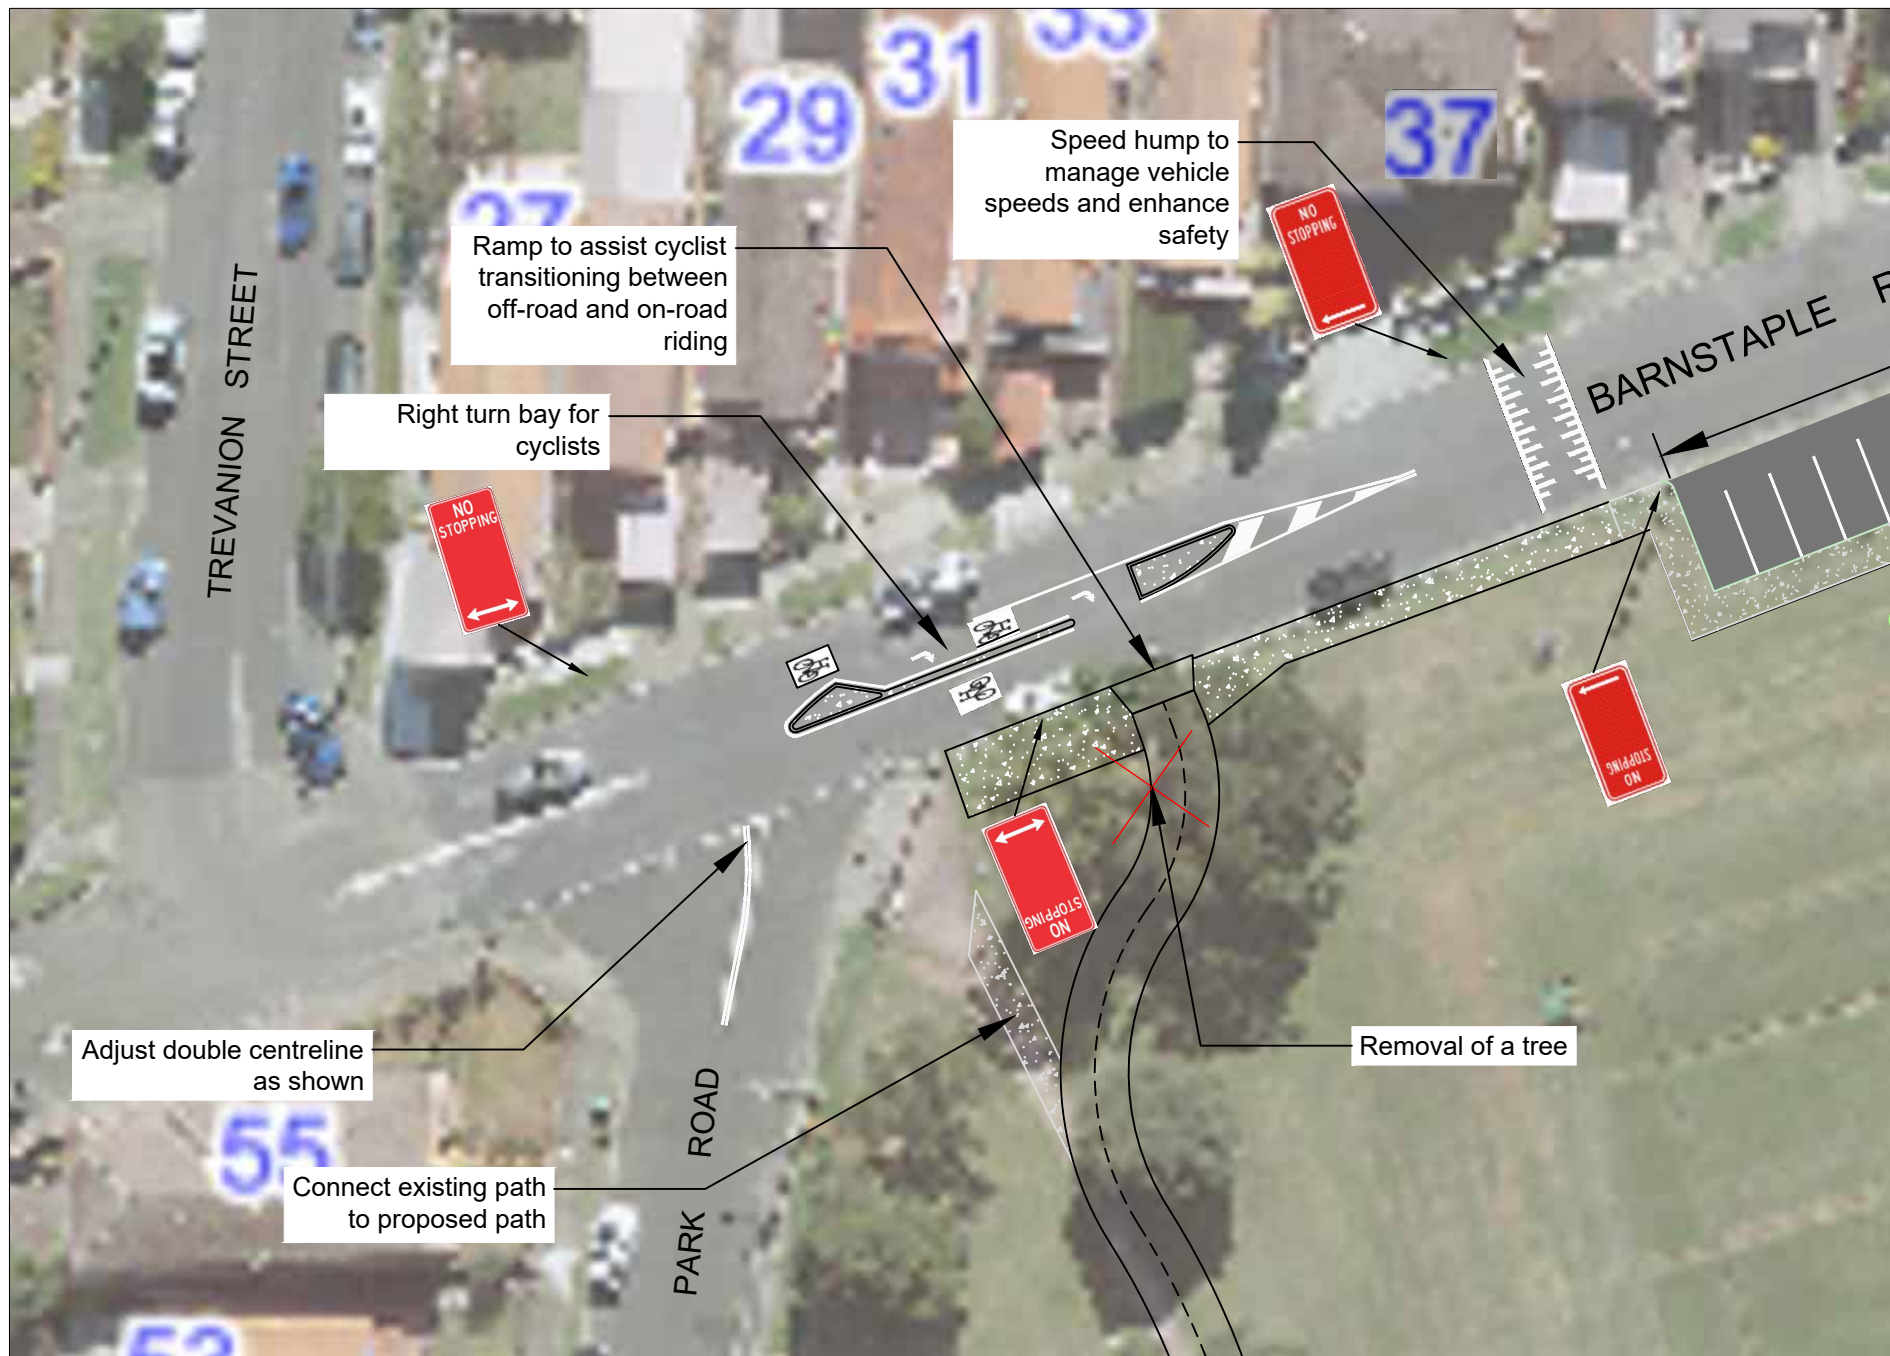 33
31
29
37
27
Speed hump to
manage vehicle
speeds and enhance
safety
NO
STOPPING
Ramp to assist cyclist
transitioning between
off-road and on-road
riding
TREVANION STREET
BARNSTAPLE R
Right turn bay for
cyclists
NO
STOPPING
NO
STOPPING
NO
STOPPING
Adjust double centreline
as shown
Removal of a tree
PARK ROAD
55
Connect existing path
to proposed path
53